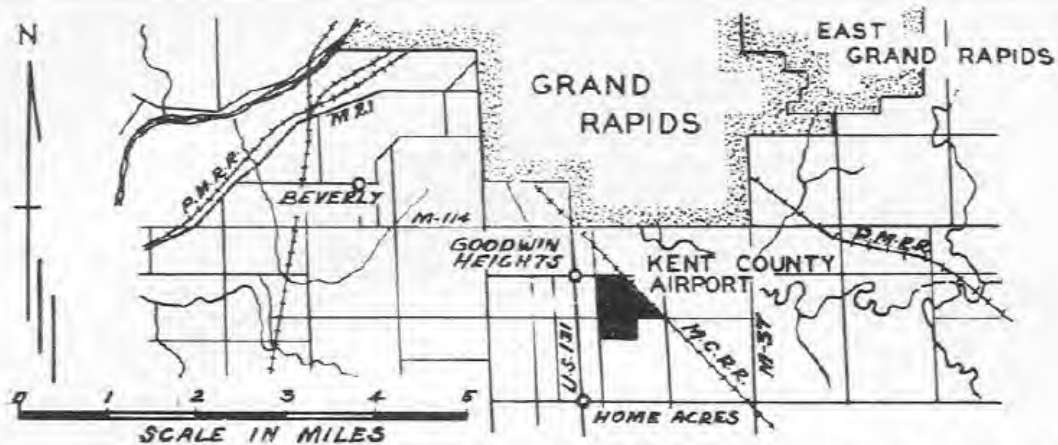 N
EAST
GRAND RAPIDS
GRAND
RAPIDS
M 21
P.M.R.R.
BEVERLY
M-114
GOODWIN
HEIGHTS
KENT COUNTY
AIRPORT
P.M.R.R.
U.S. 131
M.C.R.R.
M-37
HOME ACRES
0 1 2 3 4 5
SCALE IN MILES